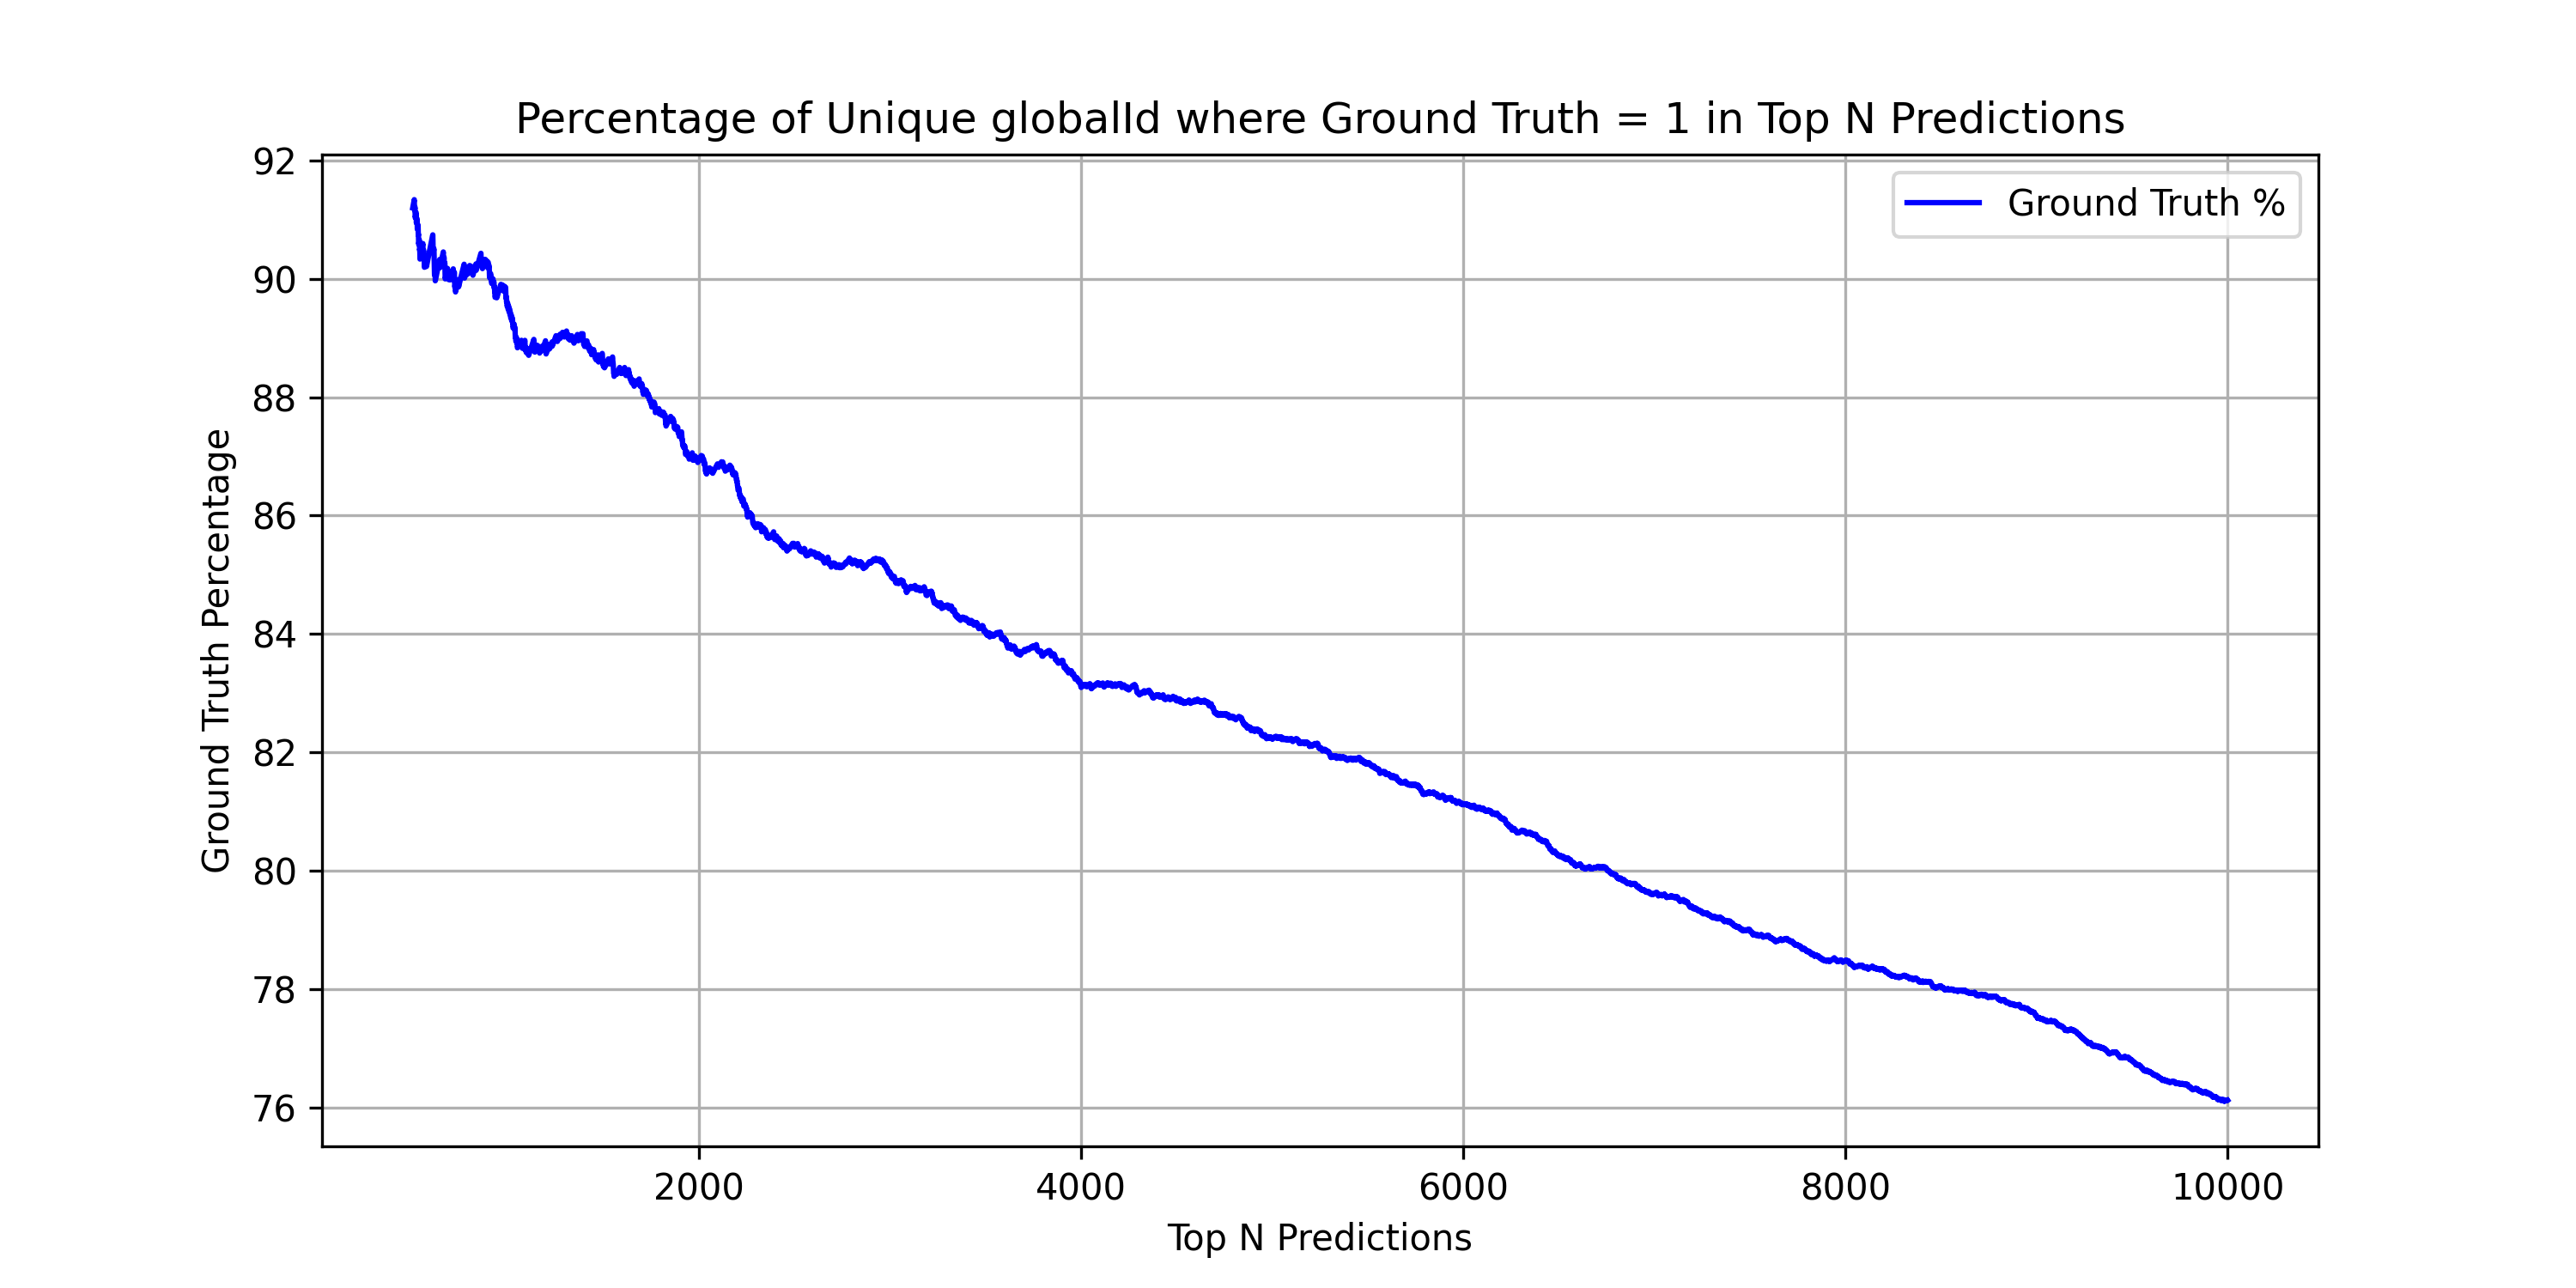 Percentage of Unique globalId where Ground Truth = 1 in Top N Predictions
Ground Truth %
92
90
88
86
84
82
80
78
76
Ground Truth Percentage
2000 4000 6000 8000 10000
Top N Predictions